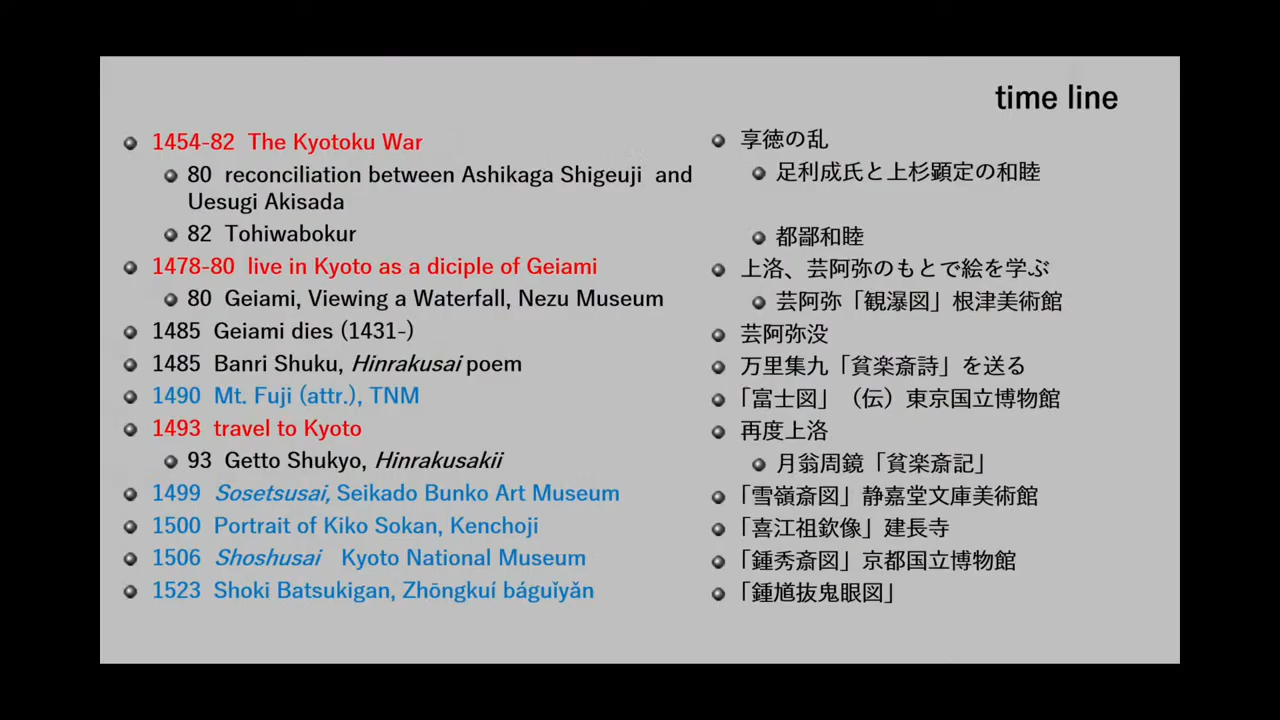 time line
1454-82 The Kyotoku War
80 reconciliation between Ashikaga Shigeuji and
Uesugi Akisada
82 Tohiwabokur
1478-80 live in Kyoto as a diciple of Geiami
80 Geiami, Viewing a Waterfall, Nezu Museum
1485 Geiami dies (1431-)
1485 Banri Shuku, Hinrakusai poem
1490 Mt. Fuji (attr.), TNM
1493 travel to Kyoto
93 Getto Shukyo, Hinrakusakii
1499 Sosetsusai, Seikado Bunko Art Museum
1500 Portrait of Kiko Sokan, Kenchoji
1506 Shoshusai Kyoto National Museum
1523 Shoki Batsukigan, Zhōngkuí báguǐyǎn
享徳の乱
足利成氏と上杉顕定の和睦
都鄙和睦
上洛、芸阿弥のもとで絵を学ぶ
芸阿弥「観瀑図」根津美術館
芸阿弥没
万里集九「貧楽斎詩」を送る
「富士図」（伝）東京国立博物館
再度上洛
月翁周鏡「貧楽斎記」
「雪嶺斎図」静嘉堂文庫美術館
「喜江祖欽像」建長寺
「鍾秀斎図」京都国立博物館
「鍾馗抜鬼眼図」